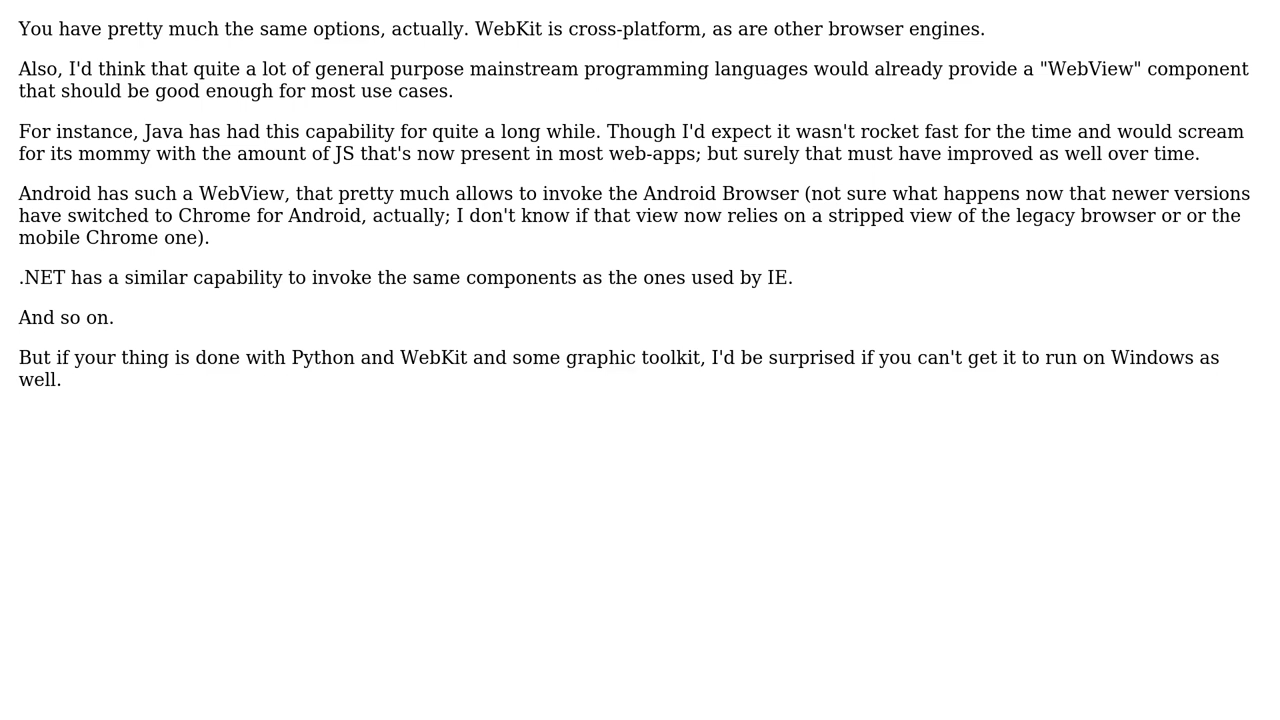 You have pretty much the same options, actually. WebKit is cross-platform, as are other browser engines.
Also, I'd think that quite a lot of general purpose mainstream programming languages would already provide a "WebView" component
that should be good enough for most use cases.
For instance, Java has had this capability for quite a long while. Though I'd expect it wasn't rocket fast for the time and would scream
for its mommy with the amount of JS that's now present in most web-apps; but surely that must have improved as well over time.
Android has such a WebView, that pretty much allows to invoke the Android Browser (not sure what happens now that newer versions
have switched to Chrome for Android, actually; I don't know if that view now relies on a stripped view of the legacy browser or or the
mobile Chrome one).
.NET has a similar capability to invoke the same components as the ones used by IE.
And so on.
But if your thing is done with Python and WebKit and some graphic toolkit, I'd be surprised if you can't get it to run on Windows as
well.